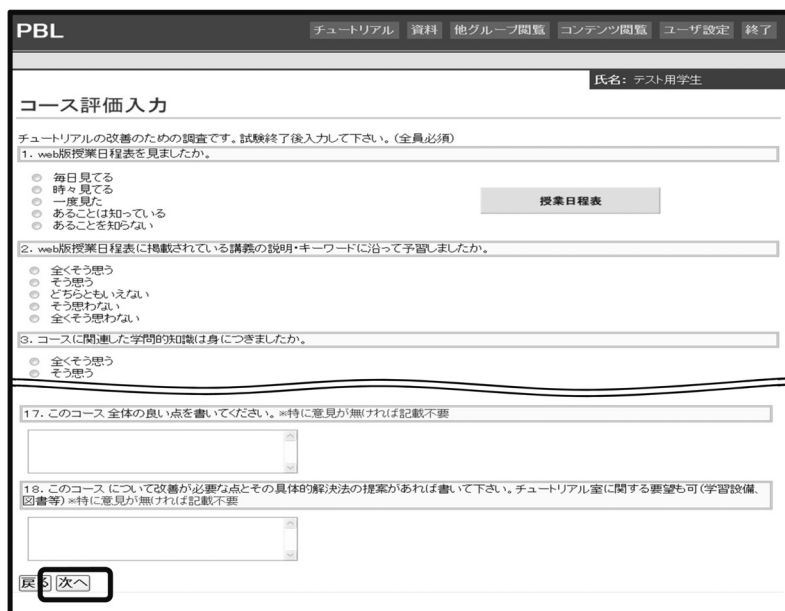 PBL
チュートリアル 資料 他グループ閲覧 コンテンツ閲覧 ユーザ設定 終了
氏名: テスト用学生
コース評価入力
チュートリアルの改善のための調査です。試験終了後入力して下さい。(全員必須)
1. web版授業日程表を見ましたか。
毎日見てる
時々見てる
一度見た
あることは知っている
あることを知らない
授業日程表
2. web版授業日程表に掲載されている講義の説明・キーワードに沿って予習しましたか。
全くそう思う
そう思う
どちらともいえない
そう思わない
全くそう思わない
3. コースに関連した学問的知識は身につきましたか。
全くそう思う
そう思う
17. このコース 全体の良い点を書いてください。※特に意見が無ければ記載不要
18. このコース について改善が必要な点とその具体的解決法の提案があれば書いて下さい。チュートリアル室に関する要望も可(学習設備、
図書等)※特に意見が無ければ記載不要
戻る 次へ